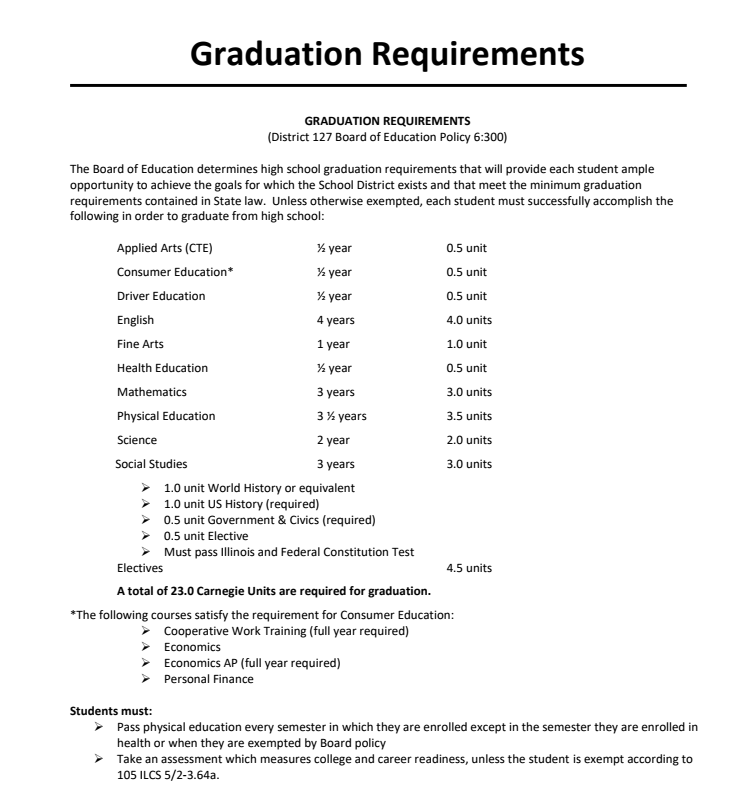 Graduation Requirements
GRADUATION REQUIREMENTS
(District 127 Board of Education Policy 6:300)
The Board of Education determines high school graduation requirements that will provide each student ample
opportunity to achieve the goals for which the School District exists and that meet the minimum graduation
requirements contained in State law.  Unless otherwise exempted, each student must successfully accomplish the
following in order to graduate from high school:
Applied Arts (CTE) ½ year 0.5 unit
Consumer Education* ½ year 0.5 unit
Driver Education ½ year 0.5 unit
English 4 years 4.0 units
Fine Arts 1 year 1.0 unit
Health Education ½ year 0.5 unit
Mathematics 3 years 3.0 units
Physical Education 3 ½ years 3.5 units
Science 2 year 2.0 units
Social Studies 3 years 3.0 units
➢ 1.0 unit World History or equivalent
➢ 1.0 unit US History (required)
➢ 0.5 unit Government & Civics (required)
➢ 0.5 unit Elective
➢ Must pass Illinois and Federal Constitution Test
Electives 4.5 units
A total of 23.0 Carnegie Units are required for graduation.
*The following courses satisfy the requirement for Consumer Education:
➢ Cooperative Work Training (full year required)
➢ Economics
➢ Economics AP (full year required)
➢ Personal Finance
Students must:
➢ Pass physical education every semester in which they are enrolled except in the semester they are enrolled in
health or when they are exempted by Board policy
➢ Take an assessment which measures college and career readiness, unless the student is exempt according to
105 ILCS 5/2-3.64a.